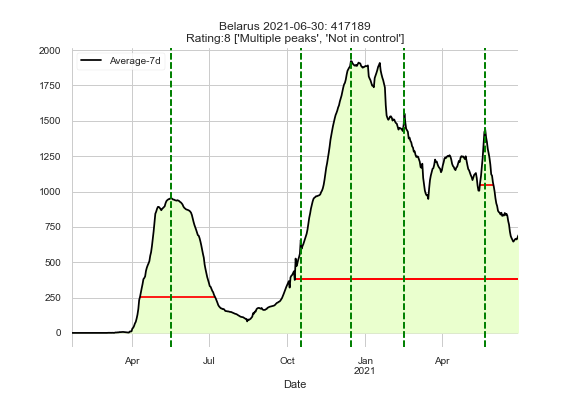 Belarus 2021-06-30: 417189
Rating:8 ['Multiple peaks', 'Not in control']
Average-7d
2000
1750
1500
1250
1000
750
500
250
0
Apr
Jul
Oct
Jan
2021
Apr
Date